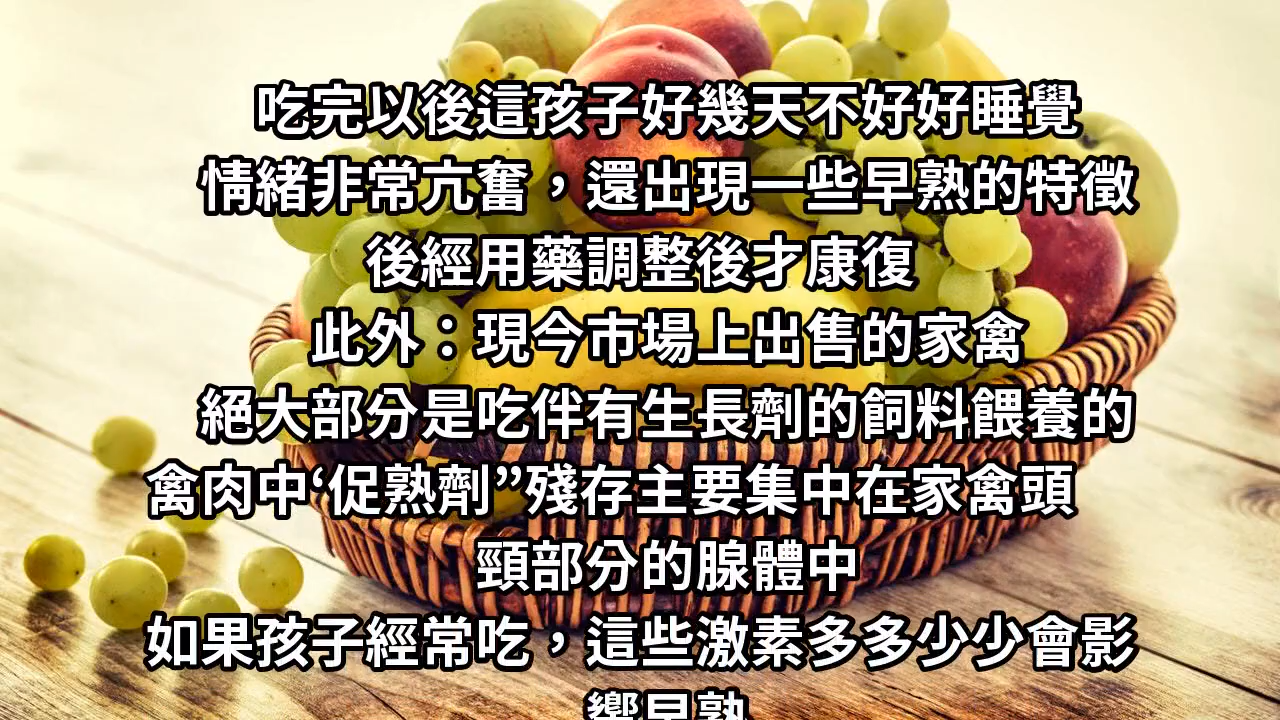 吃完以後這孩子好幾天不好好睡覺
情緒非常亢奮，還出現一些早熟的特徵
後經用藥調整後才康復
此外：現今市場上出售的家禽
絕大部分是吃伴有生長劑的飼料餵養的
禽肉中‘促熟劑”殘存主要集中在家禽頭
頸部分的腺體中
如果孩子經常吃，這些激素多多少少會影
響早熟